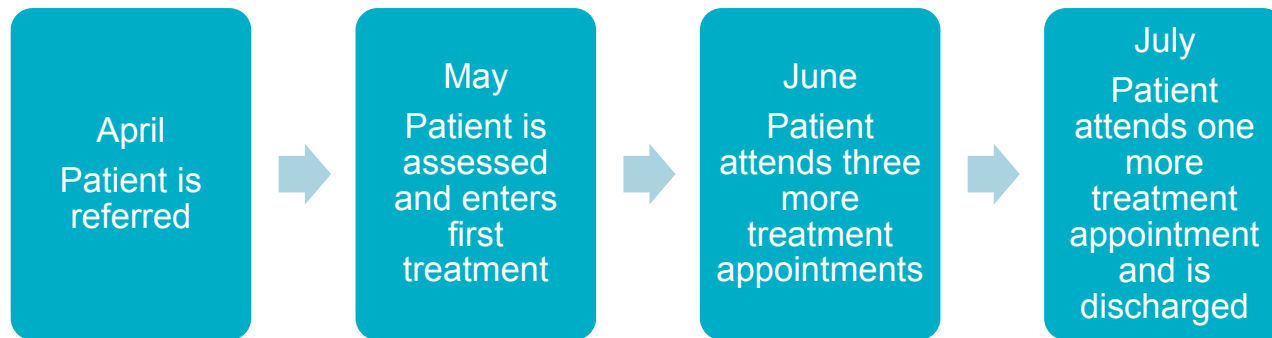 April
Patient is
referred
May
Patient is
assessed
and enters
first
treatment
June
Patient
attends three
more
treatment
appointments
July
Patient
attends one
more
treatment
appointment
and is
discharged